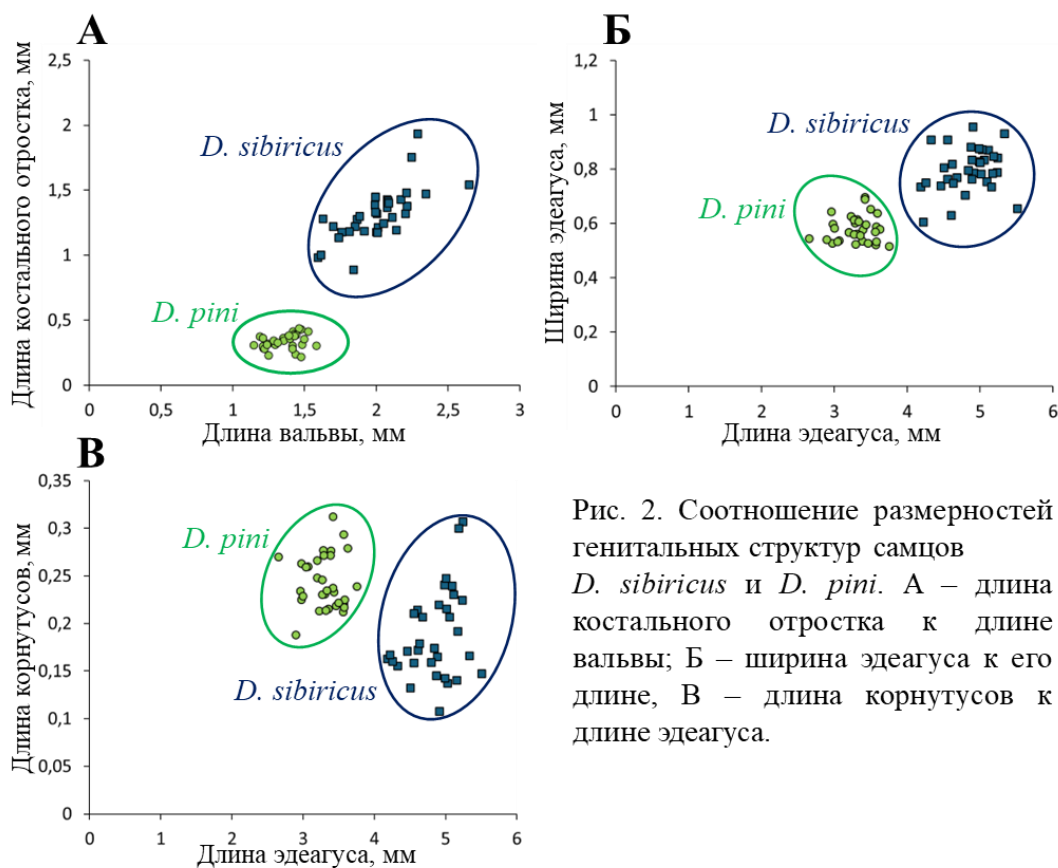 А
Длина костального отростка, мм
2,5
2
1,5
1
0,5
0
D. sibiricus
D. pini
0 0,5 1 1,5 2 2,5 3
Длина вальвы, мм
Б
Ширина эдеагуса, мм
1,2
1
0,8
0,6
0,4
0,2
0
D. sibiricus
D. pini
0 1 2 3 4 5 6
Длина эдеагуса, мм
В
Длина корнутусов, мм
0,35
0,3
0,25
0,2
0,15
0,1
0,05
0
D. pini
D. sibiricus
0 1 2 3 4 5 6
Длина эдеагуса, мм
Рис. 2. Соотношение размерностей
генитальных структур самцов
D. sibiricus и D. pini. А – длина
костального отростка к длине
вальвы; Б – ширина эдеагуса к его
длине, В – длина корнутусов к
длине эдеагуса.